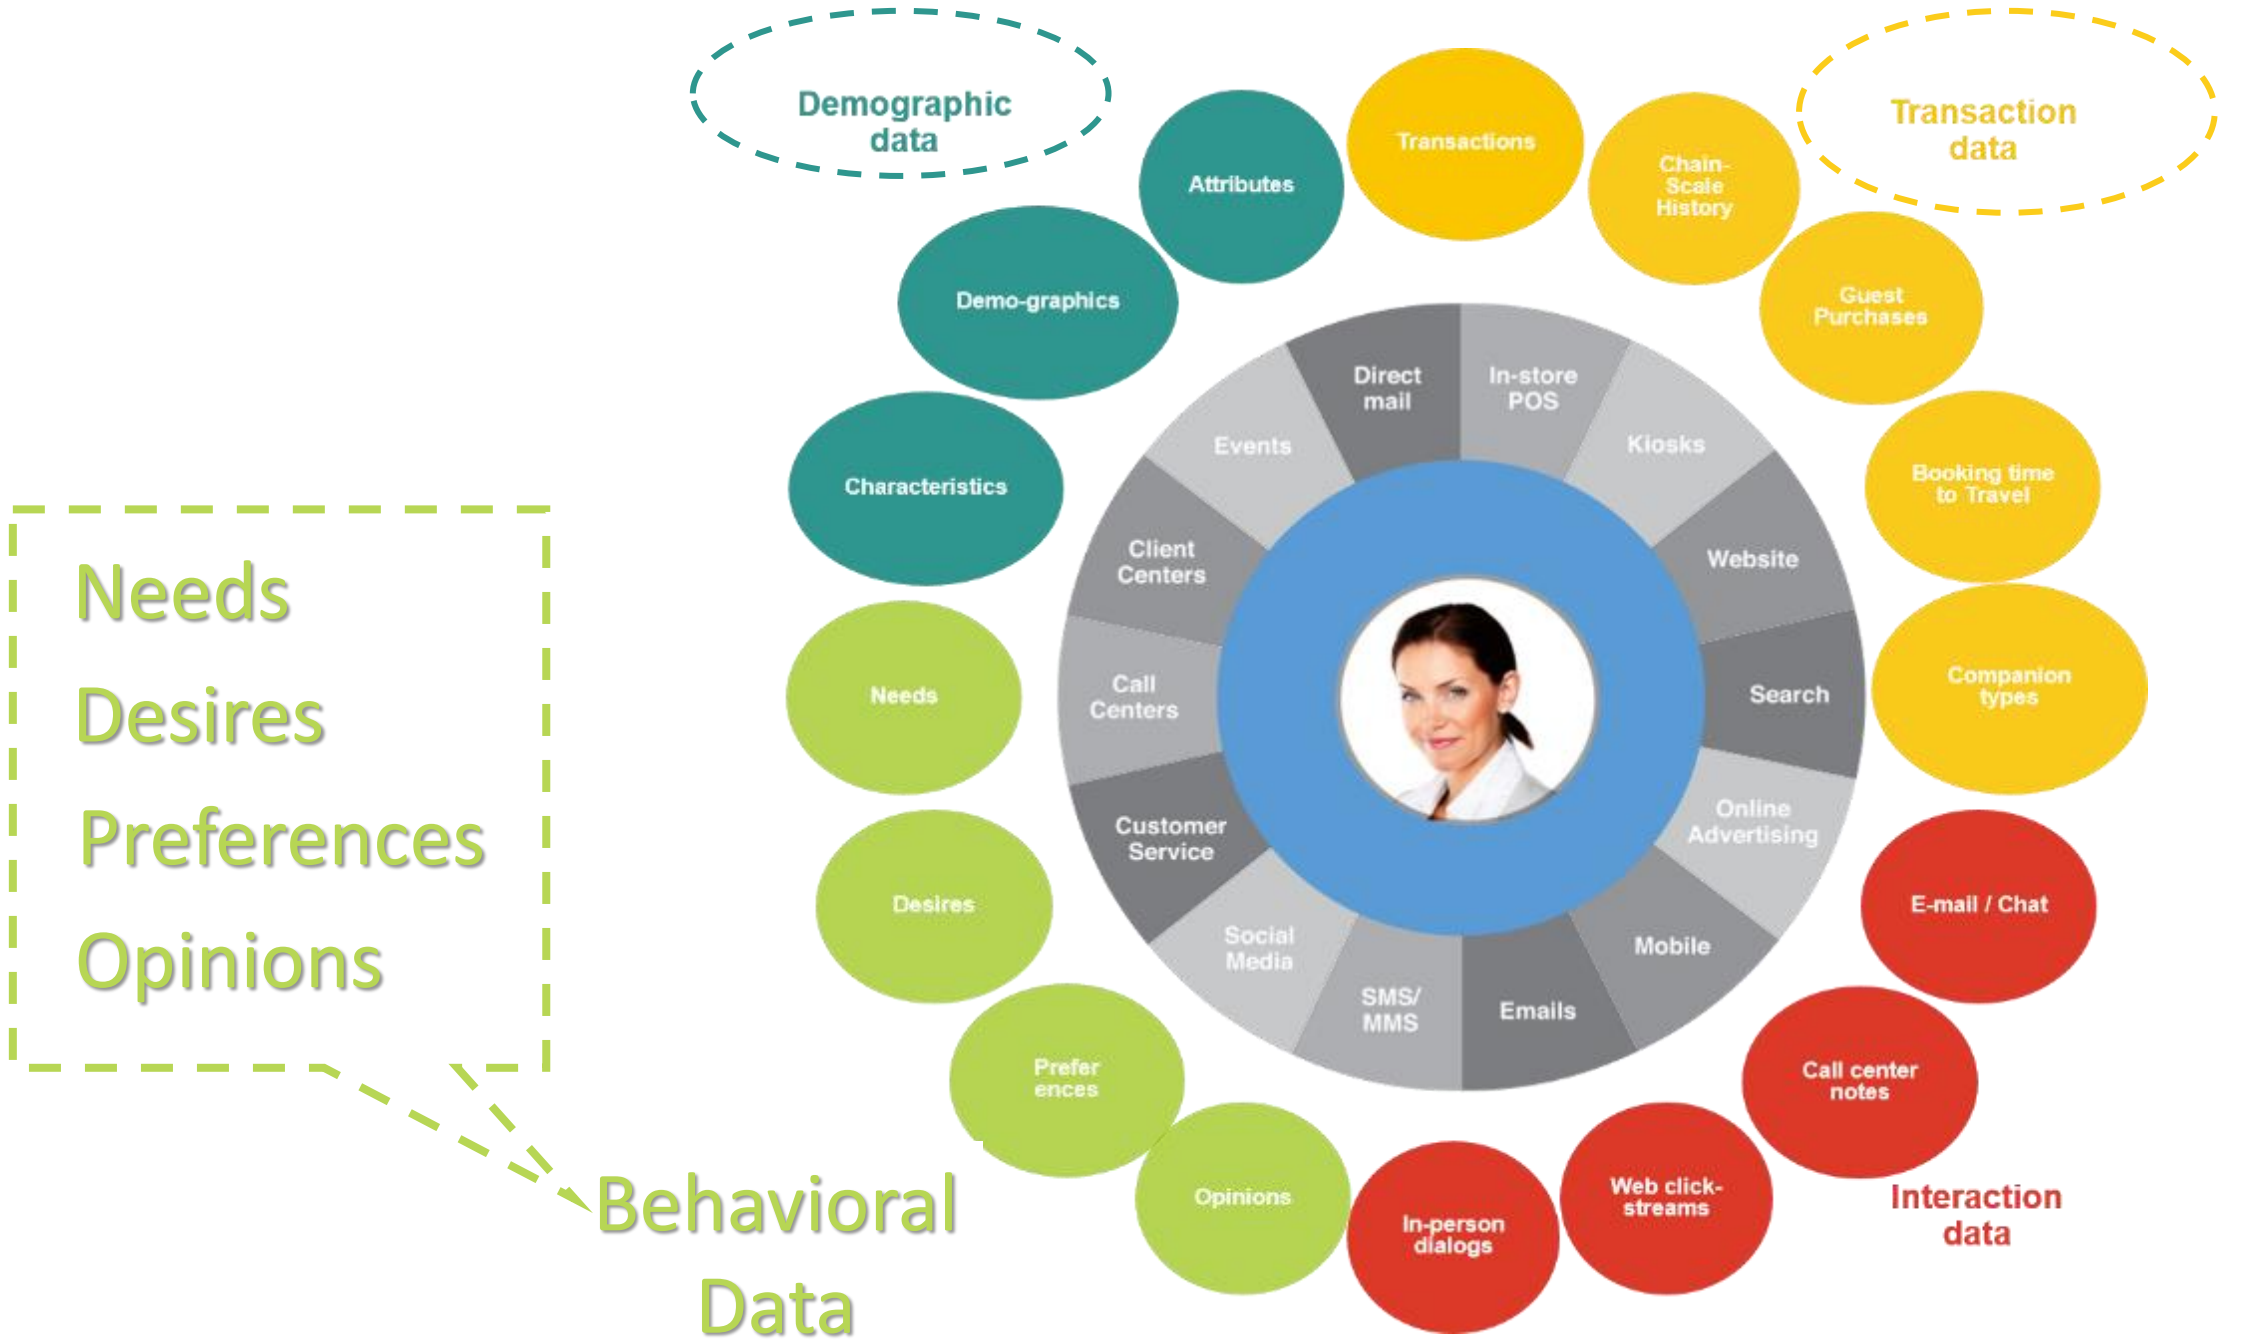 Demographic
data
Transaction
data
Attributes
Transactions
Chain-
Scale
History
Demo-graphics
Guest
Purchases
Characteristics
Booking time
to Travel
Needs
Companion
types
Desires
E-mail / Chat
Prefer
ences
Call center
notes
Opinions
In-person
dialogs
Web click-
streams
Interaction
data
Direct
mail
In-store
POS
Kiosks
Website
Search
Online
Advertising
Mobile
Emails
SMS/
MMS
Social
Media
Customer
Service
Call
Centers
Client
Centers
Events
Needs
Desires
Preferences
Opinions
Behavioral
Data